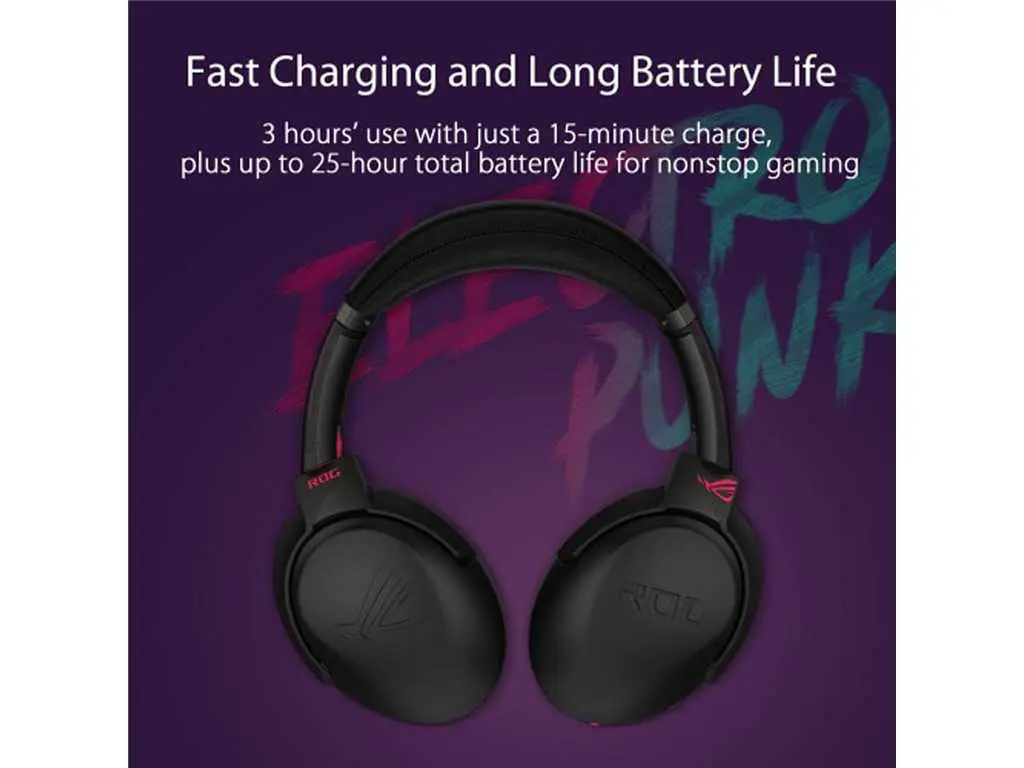 Fast Charging and Long Battery Life
3 hours’ use with just a 15-minute charge,
plus up to 25-hour total battery life for nonstop gaming
ELECTRO
PUNK
ROG
ROG